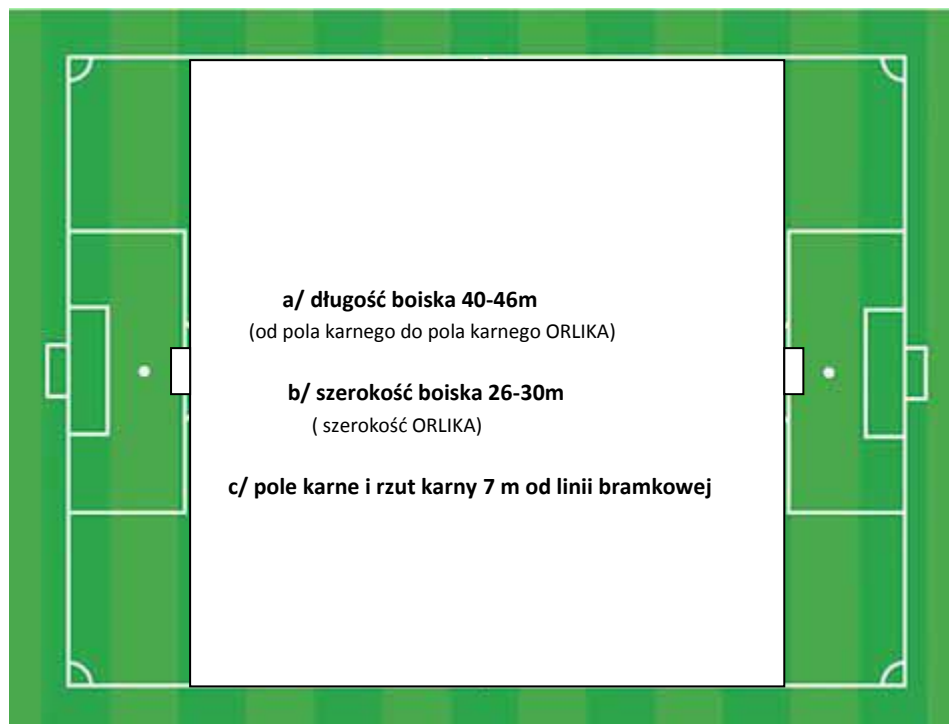 a/ długość boiska 40-46m
(od pola karnego do pola karnego ORLIKA)
b/ szerokość boiska 26-30m
( szerokość ORLIKA)
c/ pole karne i rzut karny 7 m od linii bramkowej